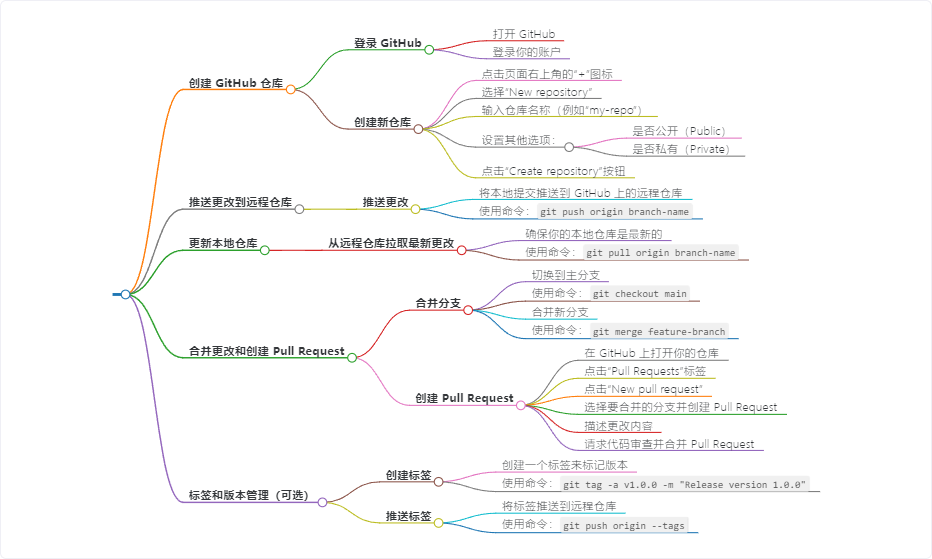 创建 GitHub 仓库
登录 GitHub
打开 GitHub
登录你的账户
创建新仓库
点击页面右上角的“+”图标
选择“New repository”
输入仓库名称（例如“my-repo”）
设置其他选项：
是否公开（Public）
是否私有（Private）
点击“Create repository”按钮
推送更改到远程仓库
推送更改
将本地提交推送到 GitHub 上的远程仓库
使用命令： git push origin branch-name
更新本地仓库
从远程仓库拉取最新更改
确保你的本地仓库是最新的
使用命令： git pull origin branch-name
合并更改和创建 Pull Request
合并分支
切换到主分支
使用命令： git checkout main
合并新分支
使用命令： git merge feature-branch
创建 Pull Request
在 GitHub 上打开你的仓库
点击“Pull Requests”标签
点击“New pull request”
选择要合并的分支并创建 Pull Request
描述更改内容
请求代码审查并合并 Pull Request
标签和版本管理（可选）
创建标签
创建一个标签来标记版本
使用命令： git tag -a v1.0.0 -m "Release version 1.0.0"
推送标签
将标签推送到远程仓库
使用命令： git push origin --tags